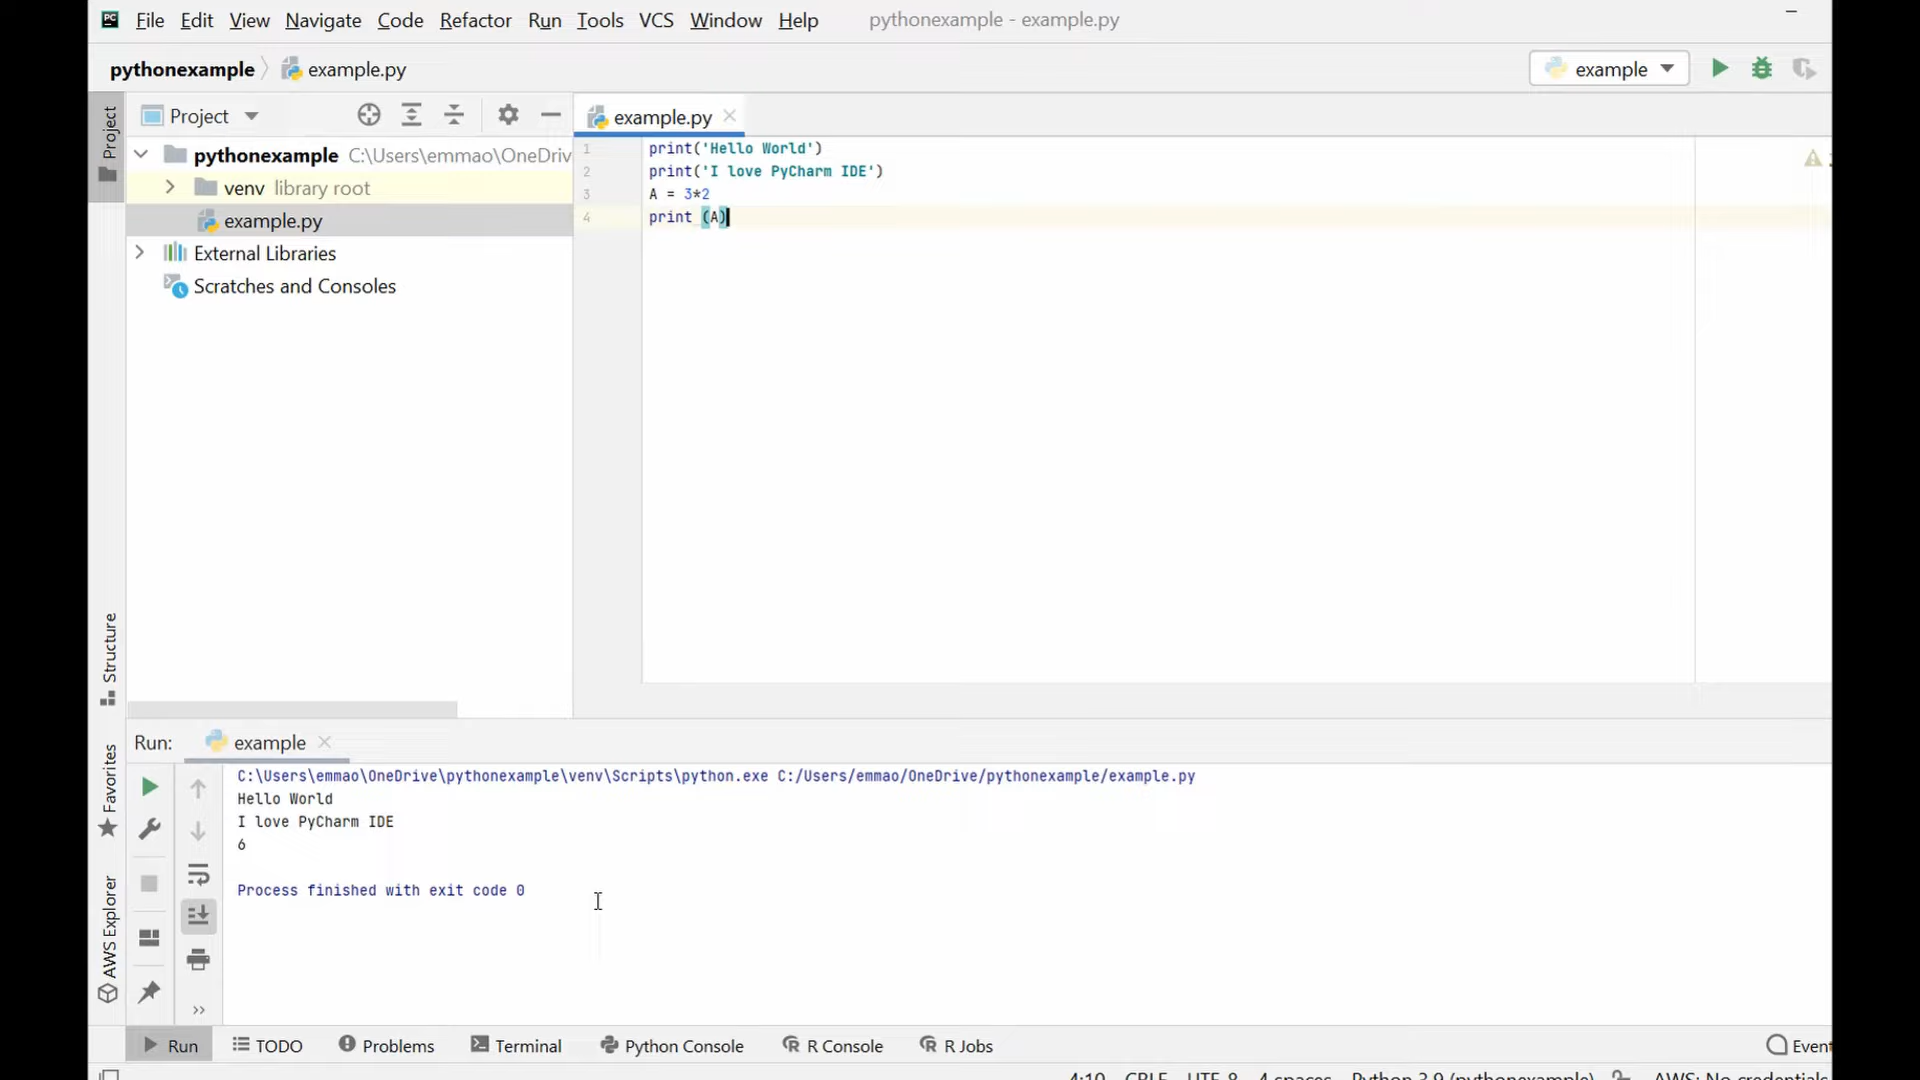 PC File Edit View Navigate Code Refactor Run Tools VCS Window Help pythonexample - example.py
pythonexample example.py example
Project
Project
example.py
pythonexample C:\Users\emmao\OneDriv
venv library root
example.py
External Libraries
Scratches and Consoles
1 print('Hello World')
2 print('I love PyCharm IDE')
3 A = 3*2
4 print (A)
Structure
Favorites
AWS Explorer
Run: example
C:\Users\emmao\OneDrive\pythonexample\venv\Scripts\python.exe C:/Users/emmao/OneDrive/pythonexample/example.py
Hello World
I love PyCharm IDE
6
Process finished with exit code 0
Run TODO Problems Terminal Python Console R Console R Jobs Event
4:10 CRLF UTF-8 4 spaces Python 3.9 (pythonexample) AWS: No credentials